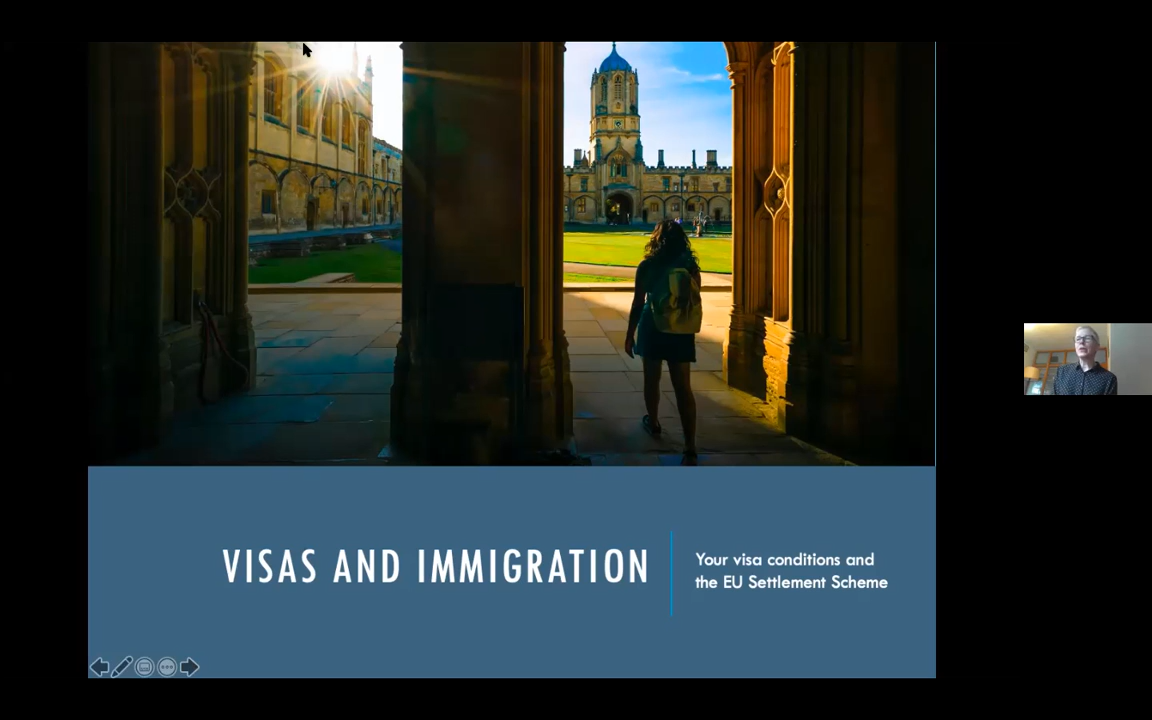 VISAS AND IMMIGRATION
Your visa conditions and
the EU Settlement Scheme